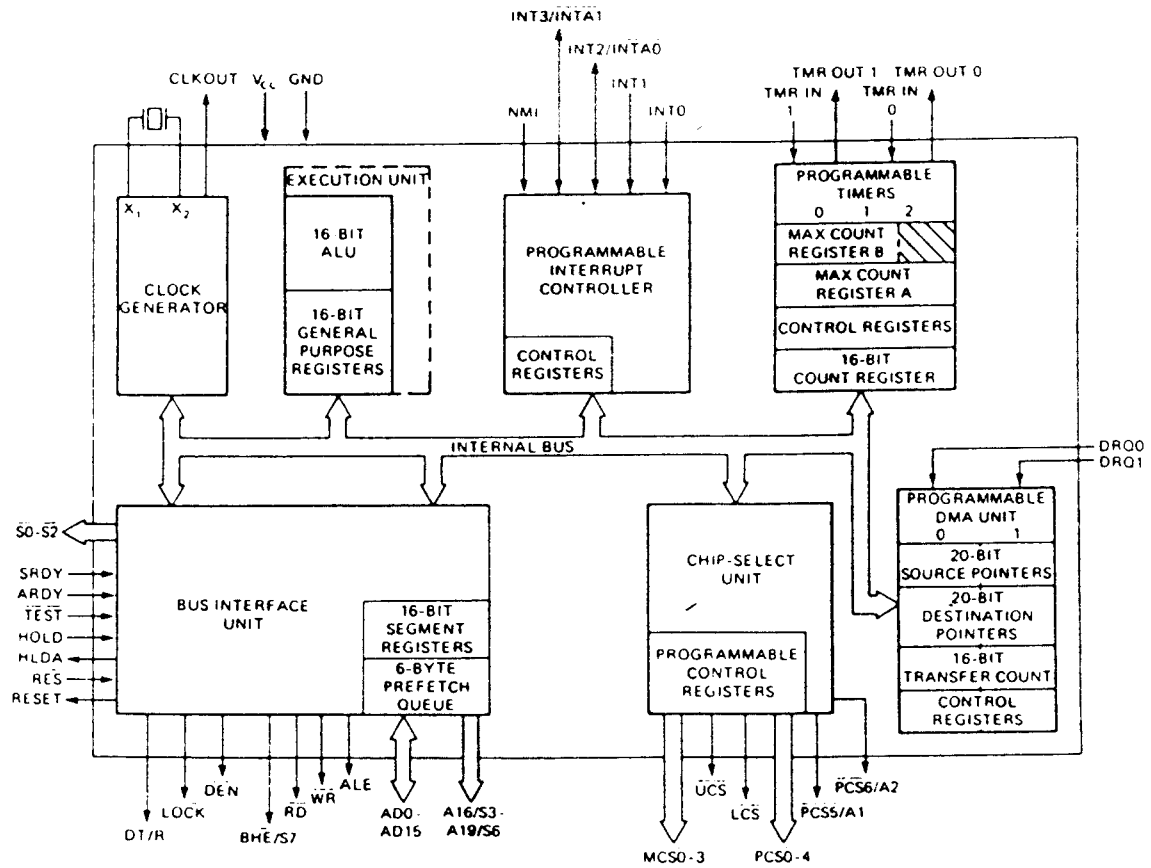 INT3/INTA1
INT2/INTA0
CLKOUT VCC GND
INT1
NMI
INT0
TMR OUT 1 TMR OUT 0
TMR IN
1
TMR IN
0
X1 X2
CLOCK
GENERATOR
EXECUTION UNIT
16-BIT
ALU
16-BIT
GENERAL
PURPOSE
REGISTERS
PROGRAMMABLE
INTERRUPT
CONTROLLER
CONTROL
REGISTERS
PROGRAMMABLE
TIMERS
0 1 2
MAX COUNT
REGISTER B
MAX COUNT
REGISTER A
CONTROL REGISTERS
16-BIT
COUNT REGISTER
INTERNAL BUS
DRQ0
DRQ1
S0-S2
SRDY
ARDY
TEST
HOLD
HLDA
RES
RESET
BUS INTERFACE
UNIT
16-BIT
SEGMENT
REGISTERS
6-BYTE
PREFETCH
QUEUE
CHIP-SELECT
UNIT
PROGRAMMABLE
CONTROL
REGISTERS
PROGRAMMABLE
DMA UNIT
0 1
20-BIT
SOURCE POINTERS
20-BIT
DESTINATION
POINTERS
16-BIT
TRANSFER COUNT
CONTROL
REGISTERS
DT/R
LOCK
DEN
BHE/S7
RD
WR
ALE
AD0-
AD15
A16/S3-
A19/S6
MCS0-3
UCS
LCS
PCS0-4
PCS5/A1
PCS6/A2